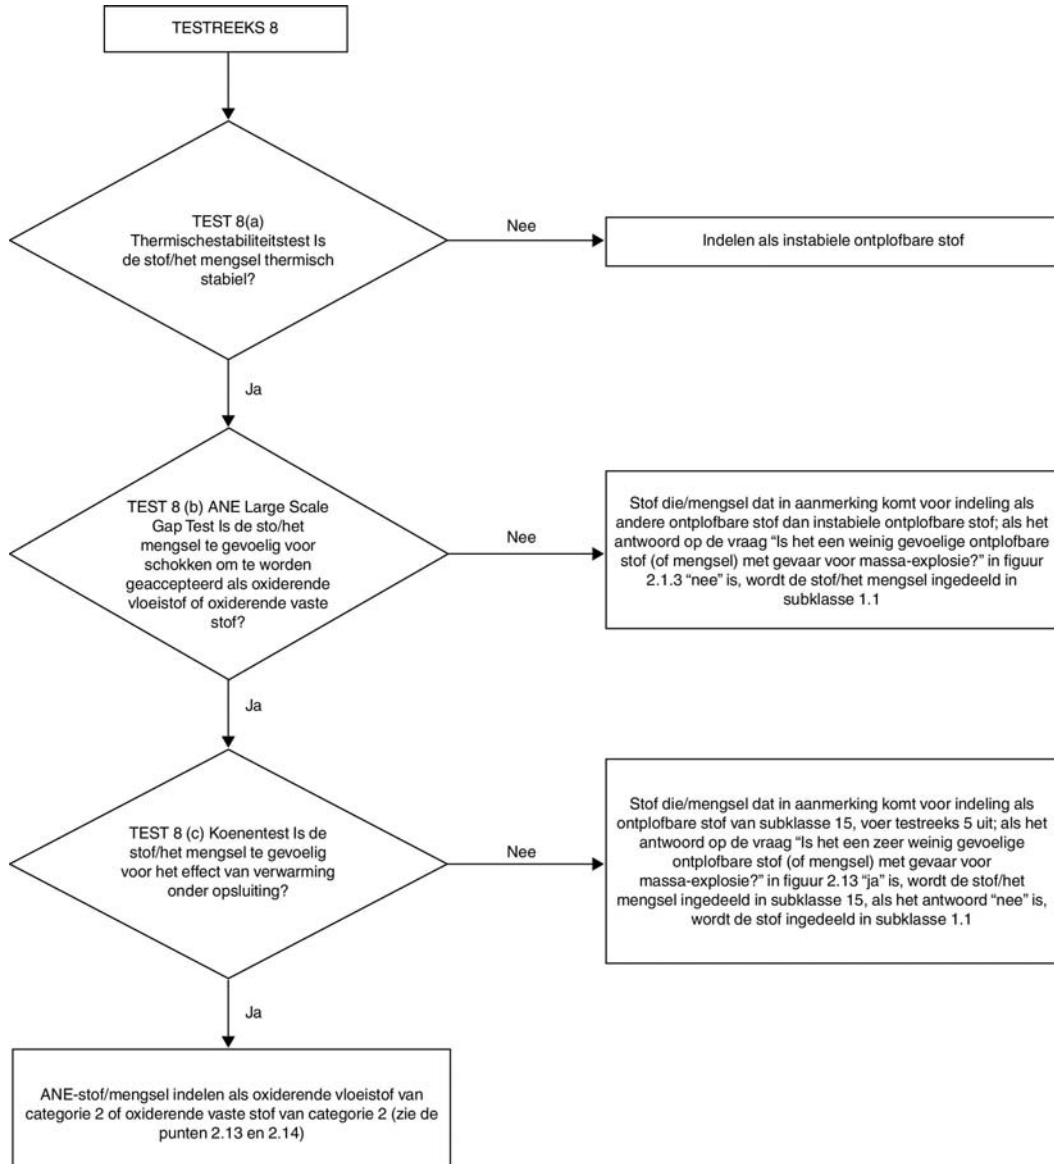 TESTREEKS 8
TEST 8(a)
Thermischestabiliteitstest Is
de stof/het mengsel thermisch
stabiel?
Nee
Indelen als instabiele ontplofbare stof
Ja
TEST 8 (b) ANE Large Scale
Gap Test Is de sto/het
mengsel te gevoelig voor
schokken om te worden
geaccepteerd als oxiderende
vloeistof of oxiderende vaste
stof?
Nee
Stof die/mengsel dat in aanmerking komt voor indeling als
andere ontplofbare stof dan instabiele ontplofbare stof; als het
antwoord op de vraag “Is het een weinig gevoelige ontplofbare
stof (of mengsel) met gevaar voor massa-explosie?” in figuur
2.1.3 “nee” is, wordt de stof/het mengsel ingedeeld in
subklasse 1.1
Ja
TEST 8 (c) Koenentest Is de
stof/het mengsel te gevoelig
voor het effect van verwarming
onder opsluiting?
Nee
Stof die/mengsel dat in aanmerking komt voor indeling als
ontplofbare stof van subklasse 15, voer testreeks 5 uit; als het
antwoord op de vraag “Is het een zeer weinig gevoelige
ontplofbare stof (of mengsel) met gevaar voor
massa-explosie?” in figuur 2.13 “ja” is, wordt de stof/het
mengsel ingedeeld in subklasse 15, als het antwoord “nee” is,
wordt de stof ingedeeld in subklasse 1.1
Ja
ANE-stof/mengsel indelen als oxiderende vloeistof van
categorie 2 of oxiderende vaste stof van categorie 2 (zie de
punten 2.13 en 2.14)